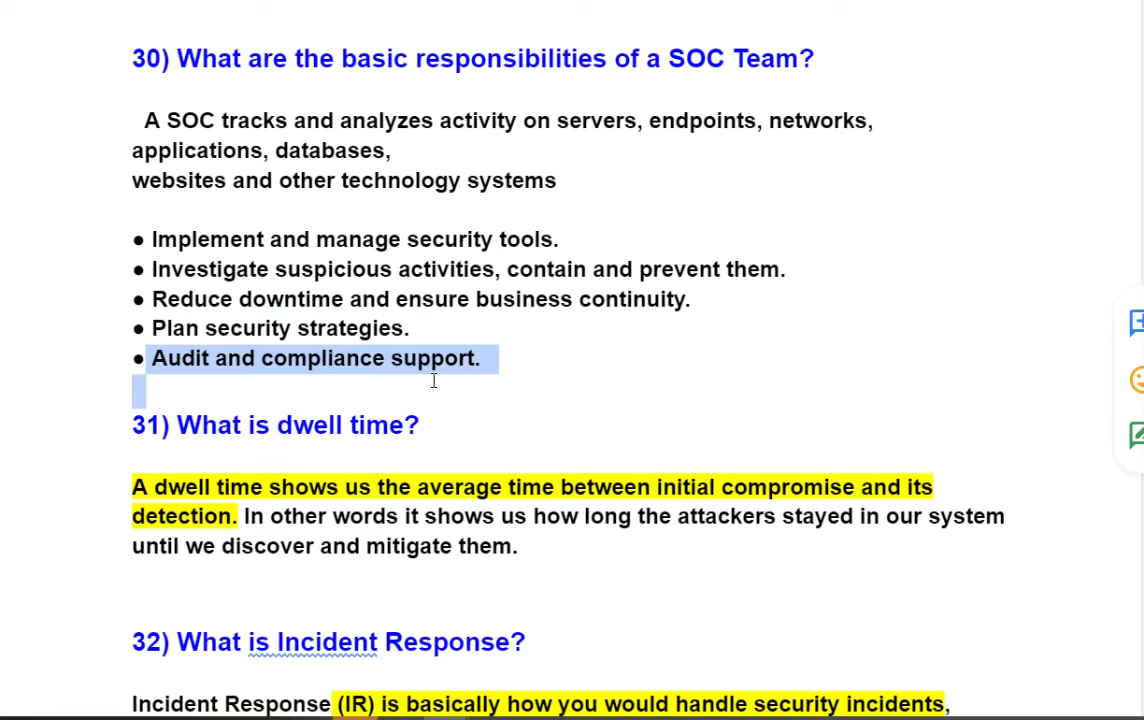 30) What are the basic responsibilities of a SOC Team?
A SOC tracks and analyzes activity on servers, endpoints, networks,
applications, databases,
websites and other technology systems
● Implement and manage security tools.
● Investigate suspicious activities, contain and prevent them.
● Reduce downtime and ensure business continuity.
● Plan security strategies.
● Audit and compliance support.
31) What is dwell time?
A dwell time shows us the average time between initial compromise and its
detection. In other words it shows us how long the attackers stayed in our system
until we discover and mitigate them.
32) What is Incident Response?
Incident Response (IR) is basically how you would handle security incidents,